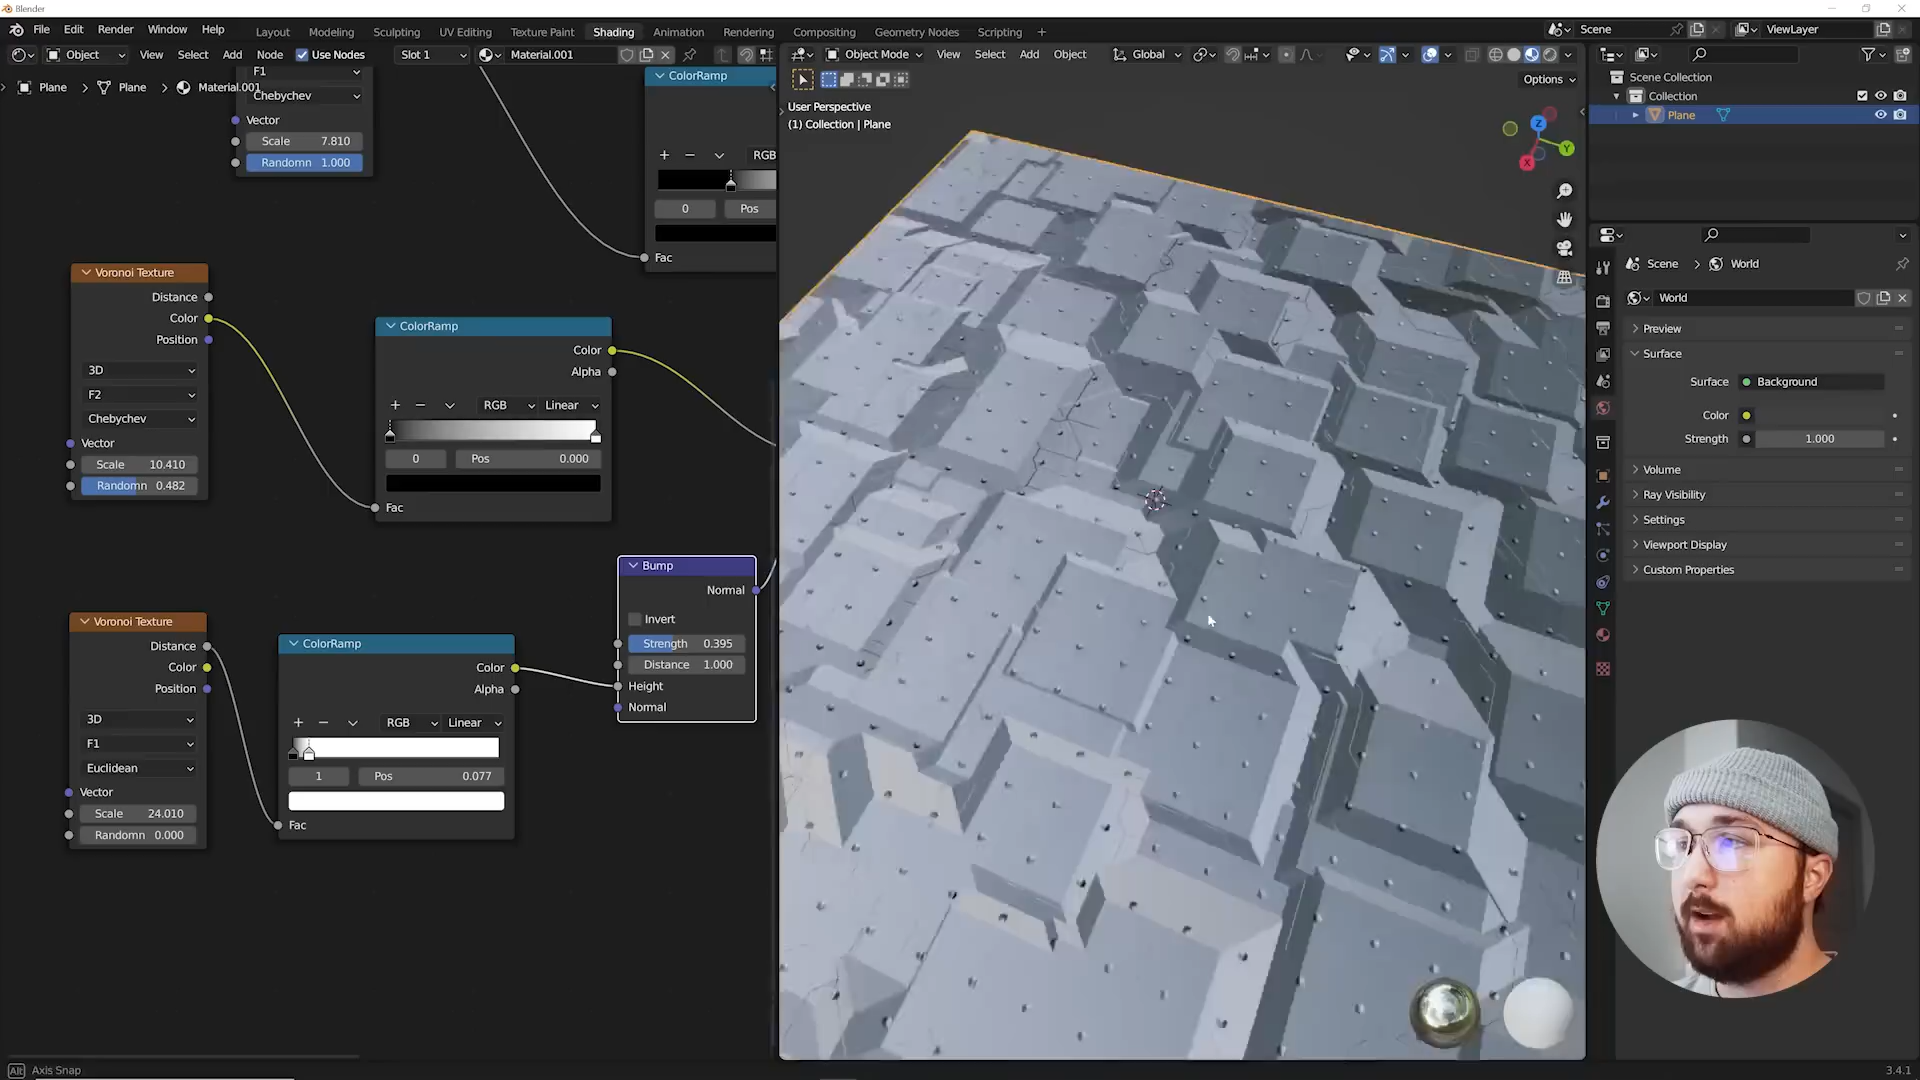 Blender
File Edit Render Window Help Layout Modeling Sculpting UV Editing Texture Paint Shading Animation Rendering Compositing Geometry Nodes Scripting + Scene ViewLayer
Object View Select Add Node Use Nodes Slot 1 Material.001 Object Mode View Select Add Object Global
Options
Plane > Plane > Material.001
F1
Chebychev
Vector
Scale 7.810
Randomn 1.000
ColorRamp
RGB
0 Pos
Fac
User Perspective
(1) Collection | Plane
Z
Y
X
Scene Collection
Collection
Plane
Voronoi Texture
Distance
Color
Position
3D
F2
Chebychev
Vector
Scale 10.410
Randomn 0.482
ColorRamp
Color
Alpha
RGB Linear
0 Pos 0.000
Fac
Voronoi Texture
Distance
Color
Position
3D
F1
Euclidean
Vector
Scale 24.010
Randomn 0.000
ColorRamp
Color
Alpha
RGB Linear
1 Pos 0.077
Fac
Bump
Normal
Invert
Strength 0.395
Distance 1.000
Height
Normal
Scene > World
World
Preview
Surface
Surface Background
Color
Strength 1.000
Volume
Ray Visibility
Settings
Viewport Display
Custom Properties
Alt Axis Snap
3.4.1